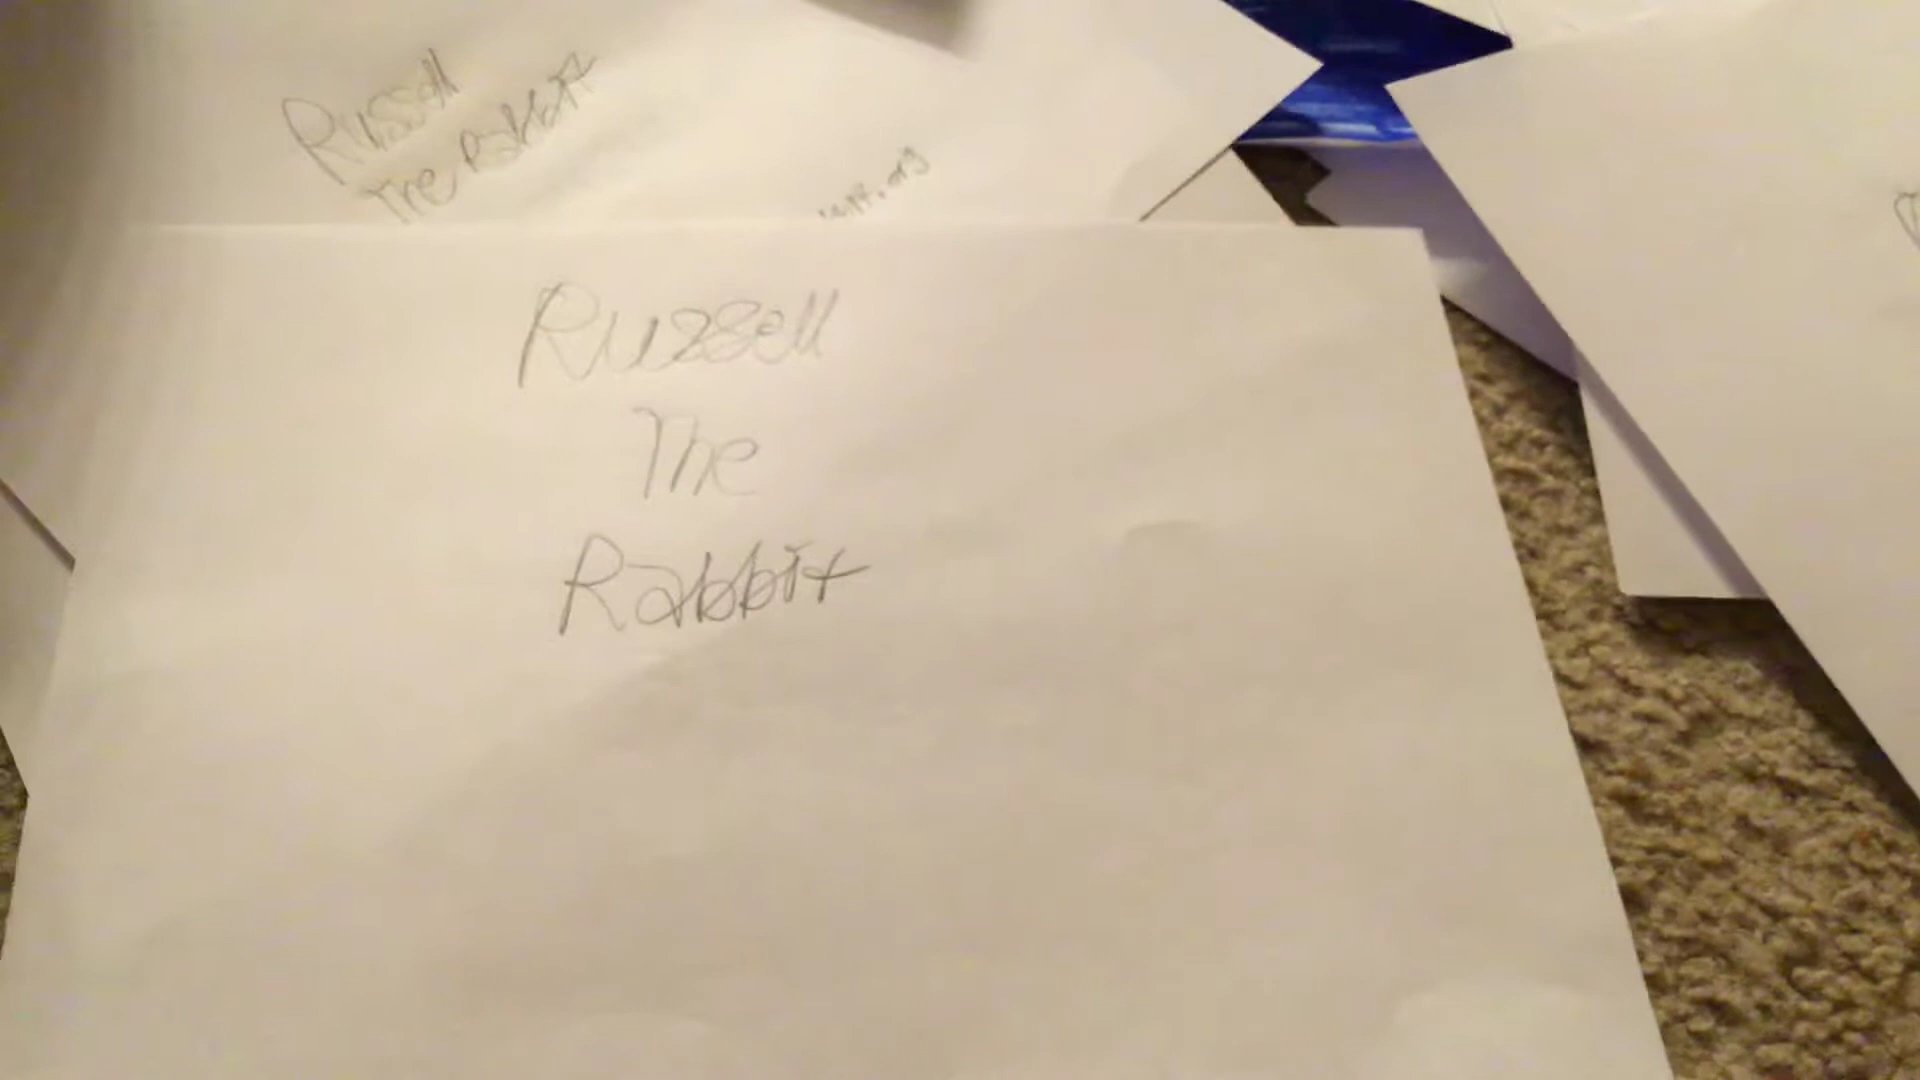 Russell
The Rabbit
Russell
The
Rabbit